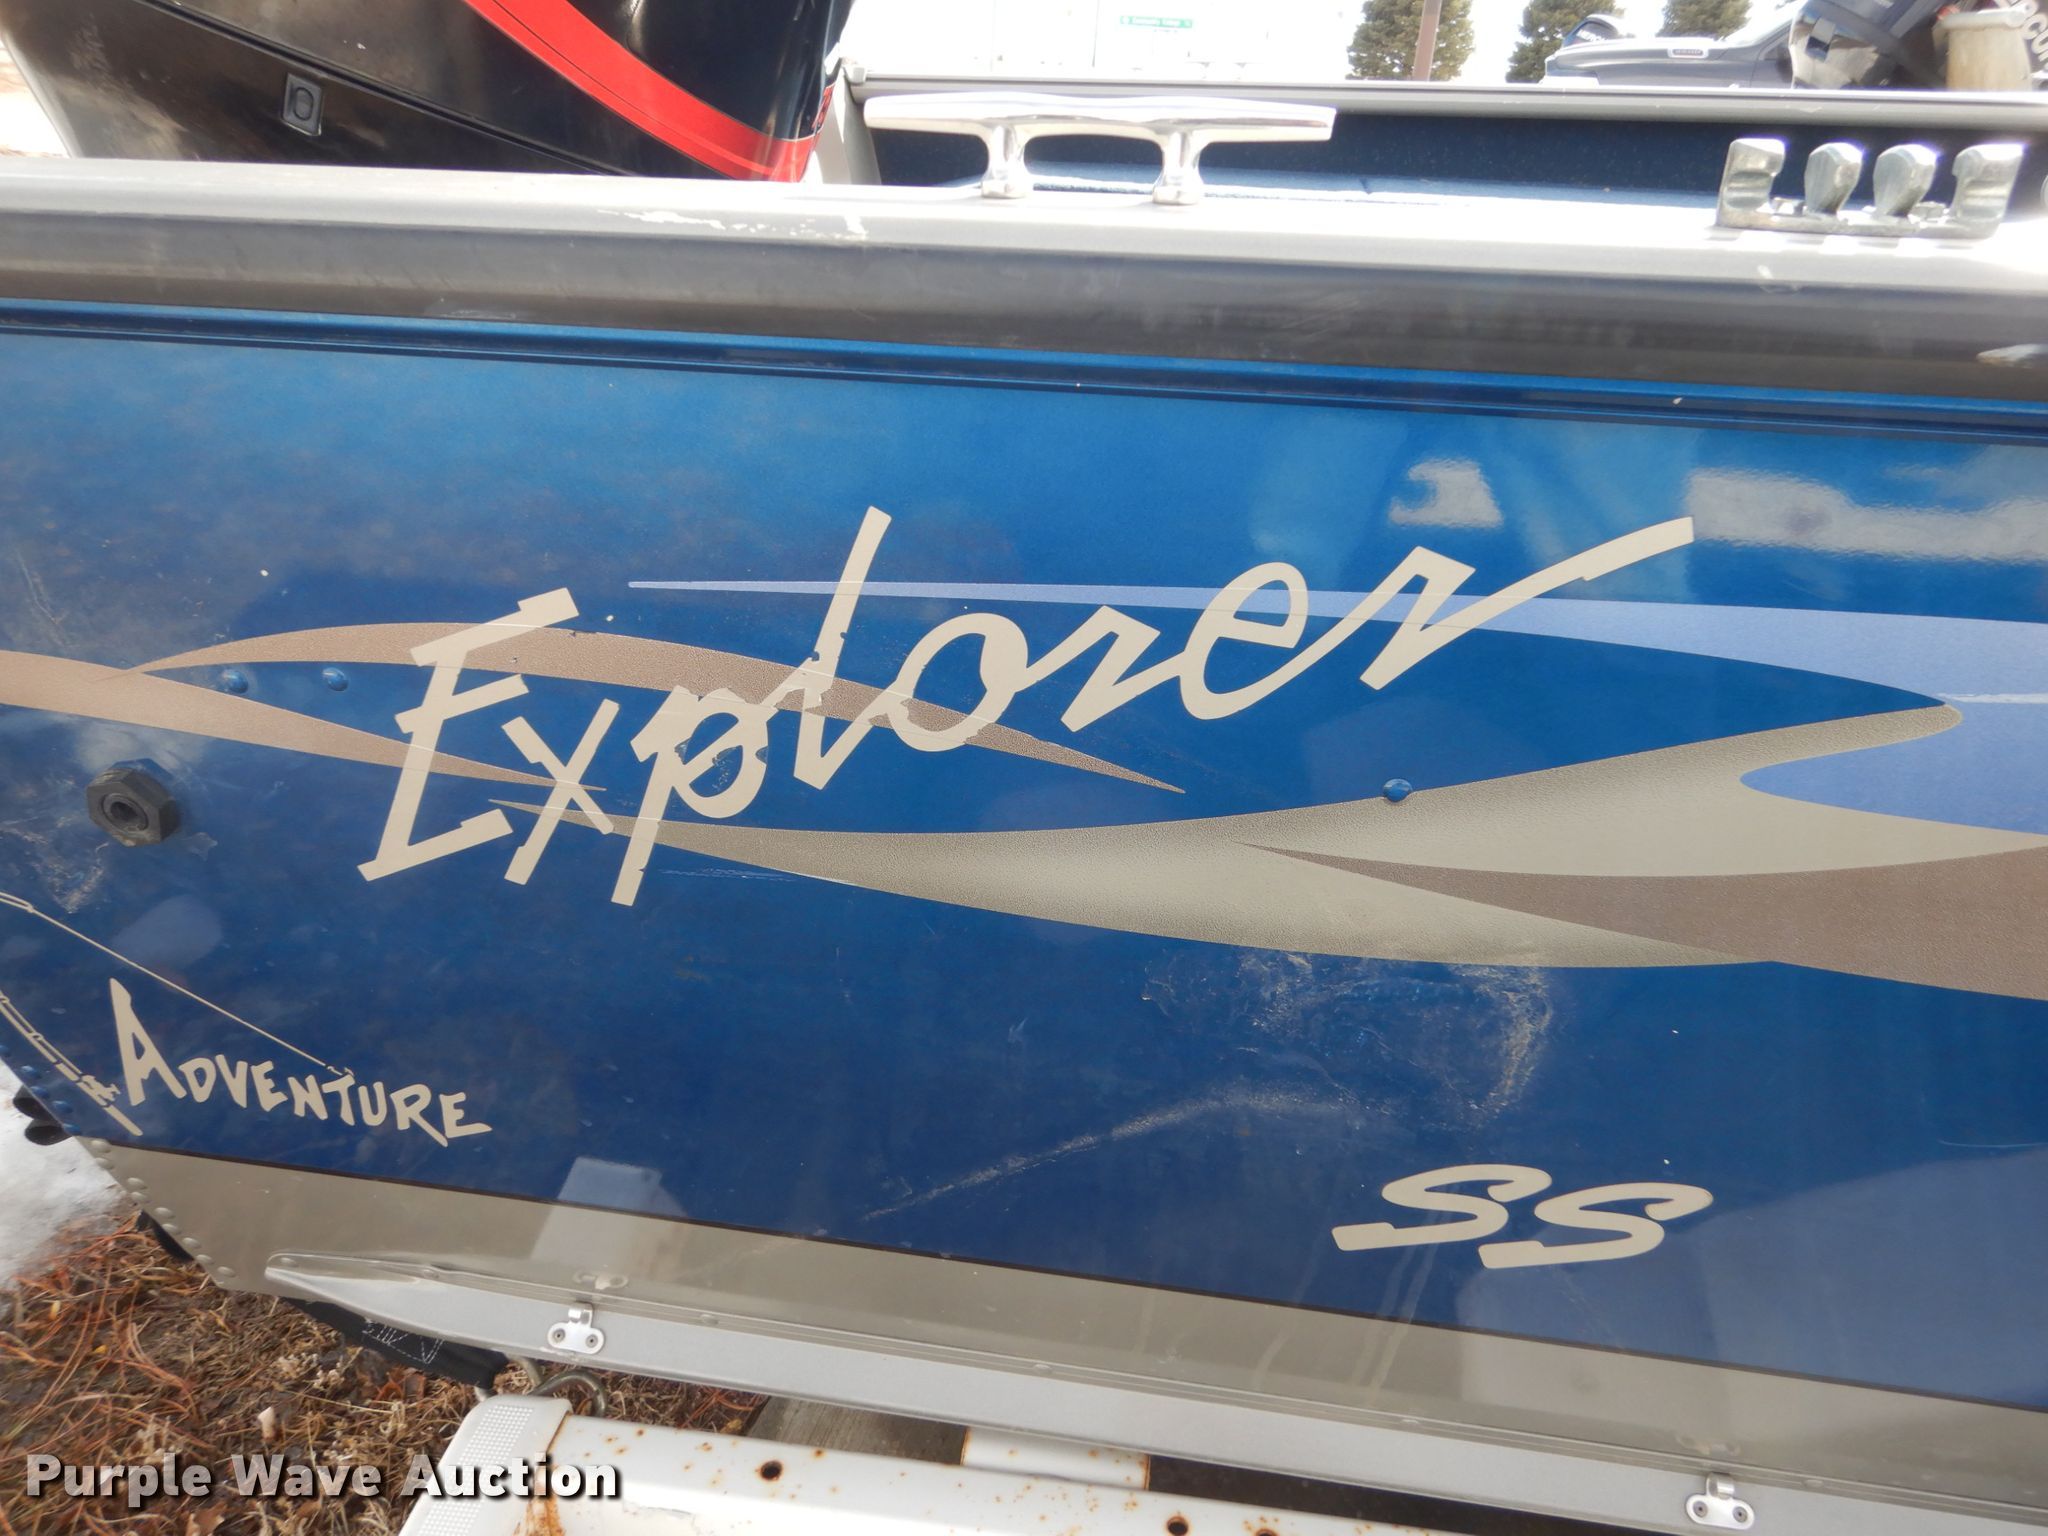 Explorer
Adventure
SS
Purple Wave Auction